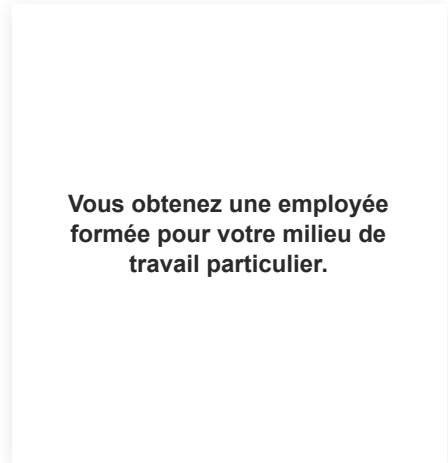 Vous obtenez une employée
formée pour votre milieu de
travail particulier.